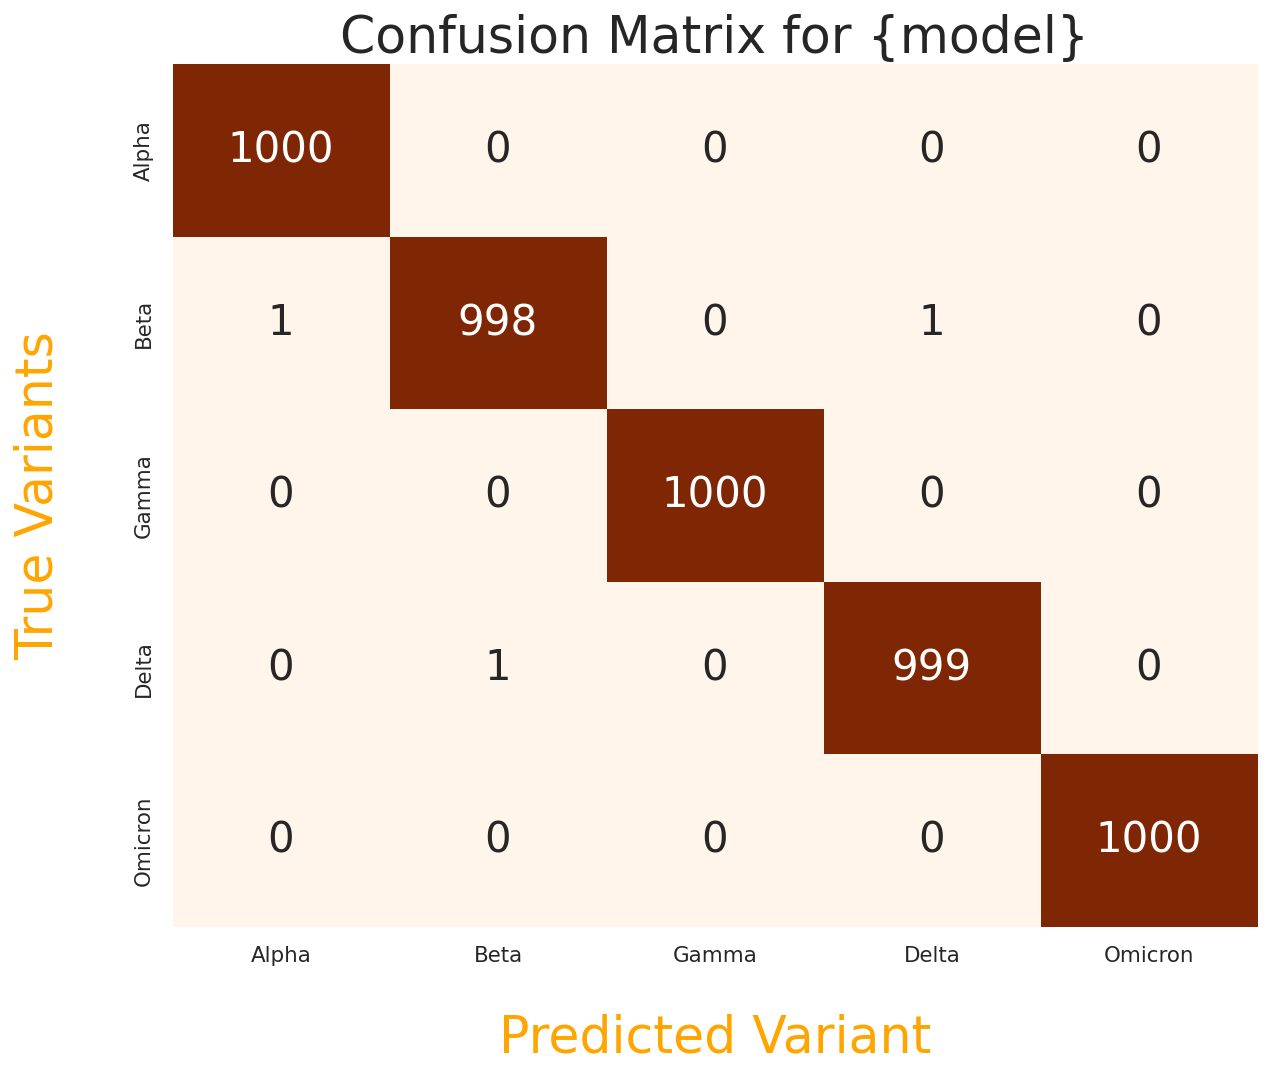 Confusion Matrix for {model}
True Variants
Alpha 1000 0 0 0 0
Beta 1 998 0 1 0
Gamma 0 0 1000 0 0
Delta 0 1 0 999 0
Omicron 0 0 0 0 1000
Alpha Beta Gamma Delta Omicron
Predicted Variant